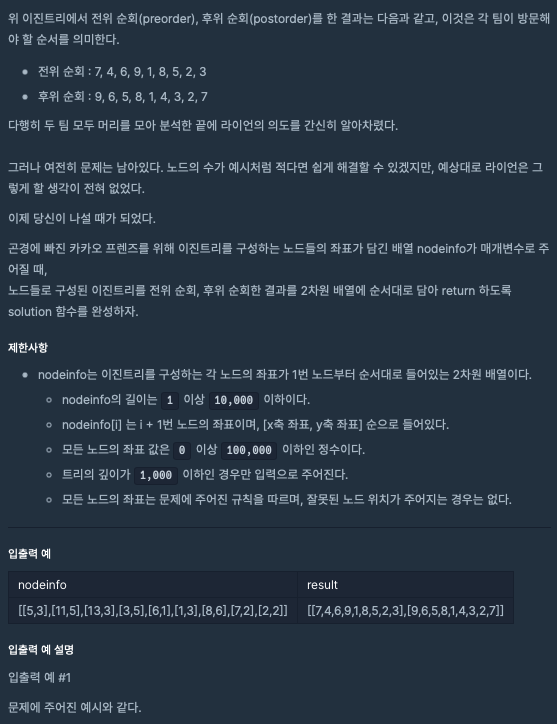 위 이진트리에서 전위 순회(preorder), 후위 순회(postorder)를 한 결과는 다음과 같고, 이것은 각 팀이 방문해
야 할 순서를 의미한다.
전위 순회 : 7, 4, 6, 9, 1, 8, 5, 2, 3
후위 순회 : 9, 6, 5, 8, 1, 4, 3, 2, 7
다행히 두 팀 모두 머리를 모아 분석한 끝에 라이언의 의도를 간신히 알아차렸다.
그러나 여전히 문제는 남아있다. 노드의 수가 예시처럼 적다면 쉽게 해결할 수 있겠지만, 예상대로 라이언은 그
렇게 할 생각이 전혀 없었다.
이제 당신이 나설 때가 되었다.
곤경에 빠진 카카오 프렌즈를 위해 이진트리를 구성하는 노드들의 좌표가 담긴 배열 nodeinfo가 매개변수로 주
어질 때,
노드들로 구성된 이진트리를 전위 순회, 후위 순회한 결과를 2차원 배열에 순서대로 담아 return 하도록
solution 함수를 완성하자.
제한사항
nodeinfo는 이진트리를 구성하는 각 노드의 좌표가 1번 노드부터 순서대로 들어있는 2차원 배열이다.
nodeinfo의 길이는 1 이상 10,000 이하이다.
nodeinfo[i] 는 i + 1번 노드의 좌표이며, [x축 좌표, y축 좌표] 순으로 들어있다.
모든 노드의 좌표 값은 0 이상 100,000 이하인 정수이다.
트리의 깊이가 1,000 이하인 경우만 입력으로 주어진다.
모든 노드의 좌표는 문제에 주어진 규칙을 따르며, 잘못된 노드 위치가 주어지는 경우는 없다.
입출력 예
nodeinfo result
[[5,3],[11,5],[13,3],[3,5],[6,1],[1,3],[8,6],[7,2],[2,2]] [[7,4,6,9,1,8,5,2,3],[9,6,5,8,1,4,3,2,7]]
입출력 예 설명
입출력 예 #1
문제에 주어진 예시와 같다.